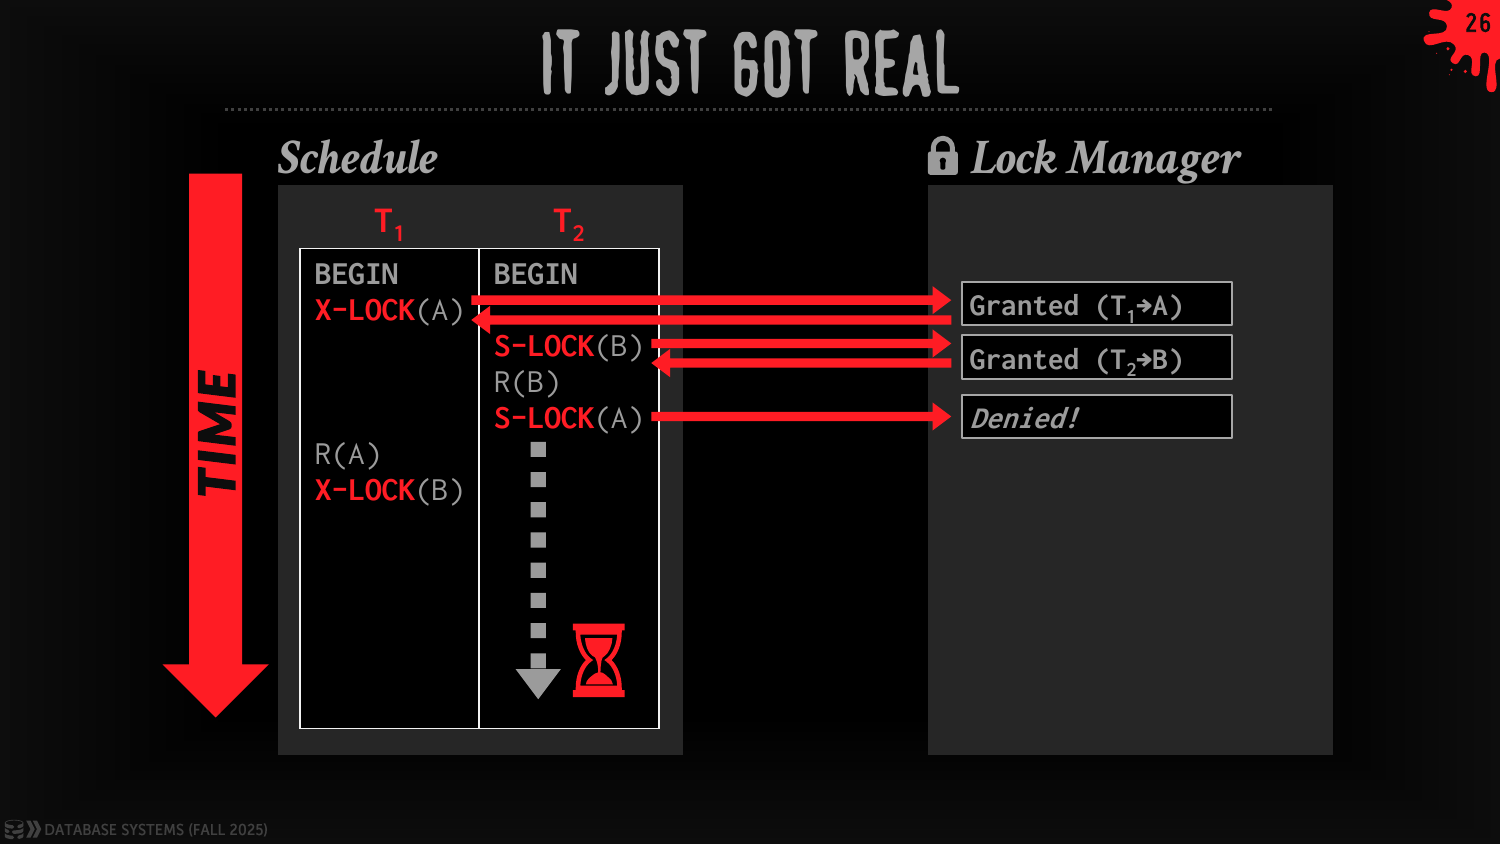 26
IT JUST GOT REAL
Schedule
Lock Manager
TIME
T1 T2
BEGIN BEGIN
X-LOCK(A)
Granted (T1→A)
S-LOCK(B)
Granted (T2→B)
R(B)
S-LOCK(A)
Denied!
R(A)
X-LOCK(B)
DATABASE SYSTEMS (FALL 2025)